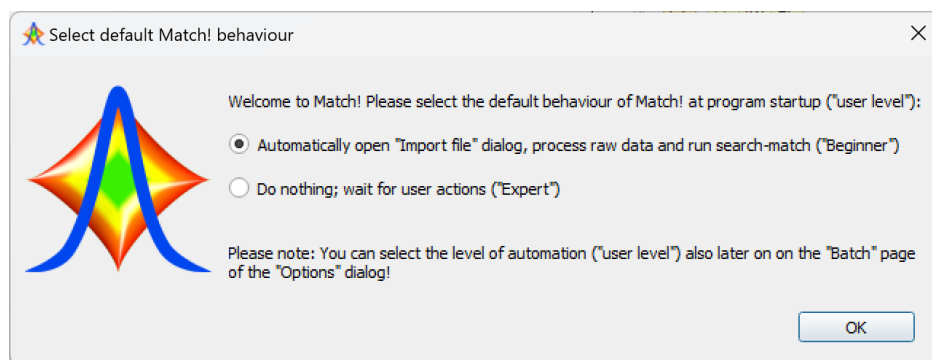 Select default Match! behaviour
Welcome to Match! Please select the default behaviour of Match! at program startup ("user level"):
Automatically open "Import file" dialog, process raw data and run search-match ("Beginner")
Do nothing; wait for user actions ("Expert")
Please note: You can select the level of automation ("user level") also later on on the "Batch" page
of the "Options" dialog!
OK